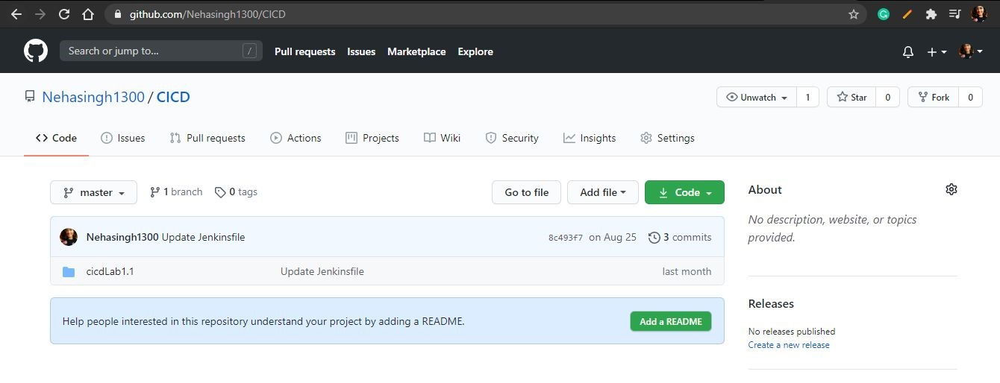 github.com/Nehasingh1300/CICD
Search or jump to... / Pull requests Issues Marketplace Explore
Nehasingh1300 / CICD Unwatch 1 Star 0 Fork 0
Code Issues Pull requests Actions Projects Wiki Security Insights Settings
master 1 branch 0 tags Go to file Add file Code
Nehasingh1300 Update Jenkinsfile 8c493f7 on Aug 25 3 commits
cicdLab1.1 Update Jenkinsfile last month
Help people interested in this repository understand your project by adding a README. Add a README
About
No description, website, or topics
provided.
Releases
No releases published
Create a new release